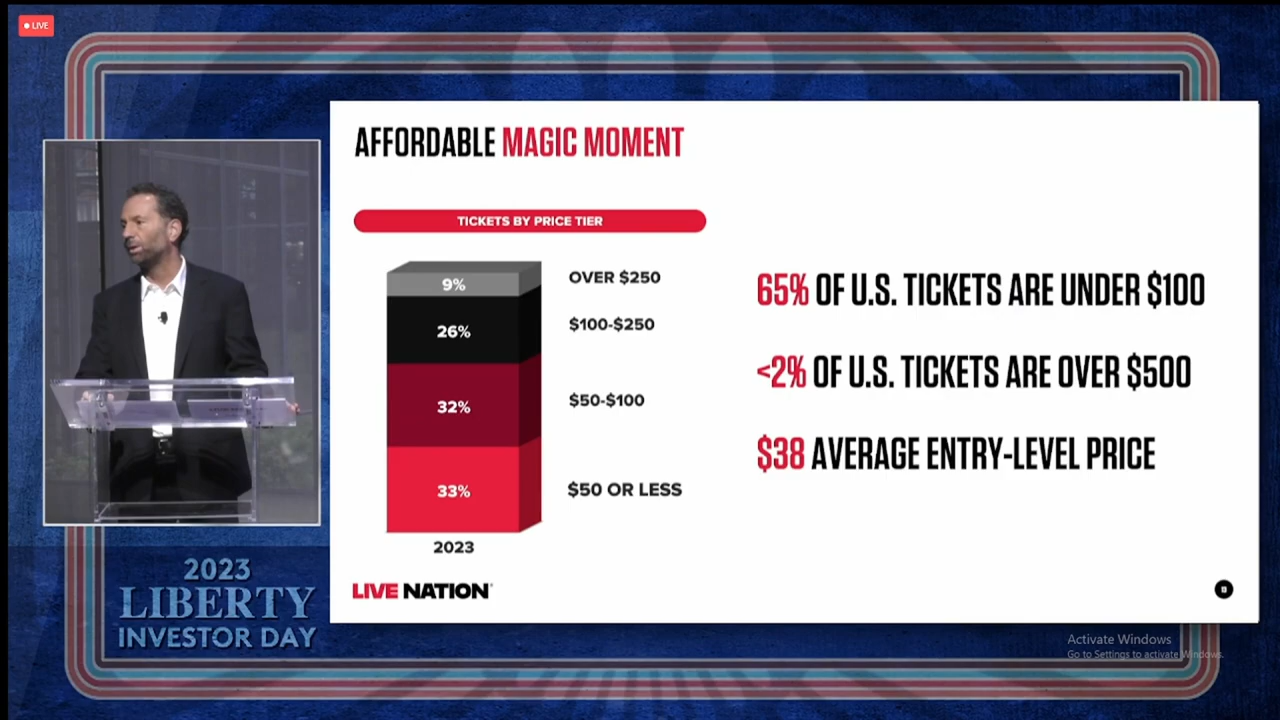 LIVE
AFFORDABLE MAGIC MOMENT
TICKETS BY PRICE TIER
9%
OVER $250
26%
$100-$250
32%
$50-$100
33%
$50 OR LESS
2023
65% OF U.S. TICKETS ARE UNDER $100
<2% OF U.S. TICKETS ARE OVER $500
$38 AVERAGE ENTRY-LEVEL PRICE
LIVE NATION
2023
LIBERTY
INVESTOR DAY
Activate Windows
Go to Settings to activate Windows.